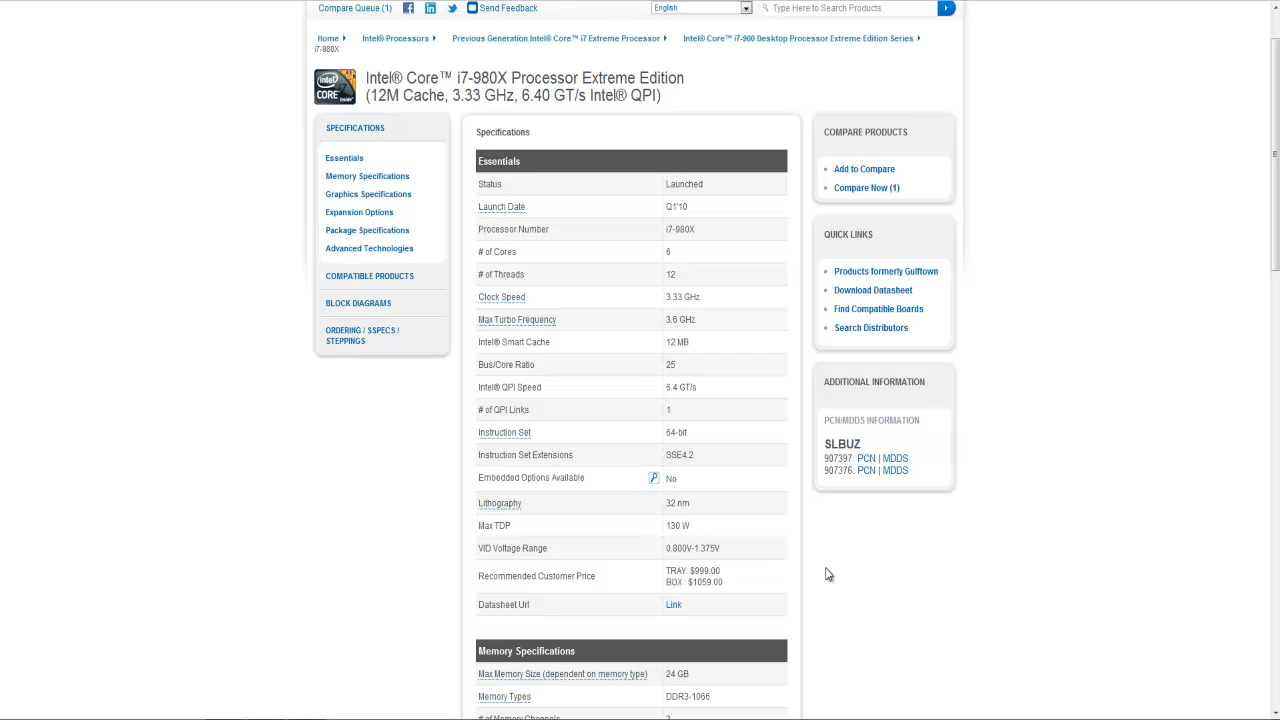 Compare Queue (1)
Send Feedback
English
Type Here to Search Products
Home
Intel® Processors
Previous Generation Intel® Core™ i7 Extreme Processor
Intel® Core™ i7-900 Desktop Processor Extreme Edition Series
i7-980X
intel
CORE i7
inside
Intel® Core™ i7-980X Processor Extreme Edition
(12M Cache, 3.33 GHz, 6.40 GT/s Intel® QPI)
SPECIFICATIONS
Essentials
Memory Specifications
Graphics Specifications
Expansion Options
Package Specifications
Advanced Technologies
COMPATIBLE PRODUCTS
BLOCK DIAGRAMS
ORDERING / SSPECS /
STEPPINGS
Specifications
Essentials
Status Launched
Launch Date Q1'10
Processor Number i7-980X
# of Cores 6
# of Threads 12
Clock Speed 3.33 GHz
Max Turbo Frequency 3.6 GHz
Intel® Smart Cache 12 MB
Bus/Core Ratio 25
Intel® QPI Speed 6.4 GT/s
# of QPI Links 1
Instruction Set 64-bit
Instruction Set Extensions SSE4.2
Embedded Options Available No
Lithography 32 nm
Max TDP 130 W
VID Voltage Range 0.800V-1.375V
Recommended Customer Price TRAY: $999.00
BOX : $1059.00
Datasheet Url Link
Memory Specifications
Max Memory Size (dependent on memory type) 24 GB
Memory Types DDR3-1066
# of Memory Channels 3
COMPARE PRODUCTS
Add to Compare
Compare Now (1)
QUICK LINKS
Products formerly Gulftown
Download Datasheet
Find Compatible Boards
Search Distributors
ADDITIONAL INFORMATION
PCN/MDDS INFORMATION
SLBUZ
907397: PCN | MDDS
907376: PCN | MDDS